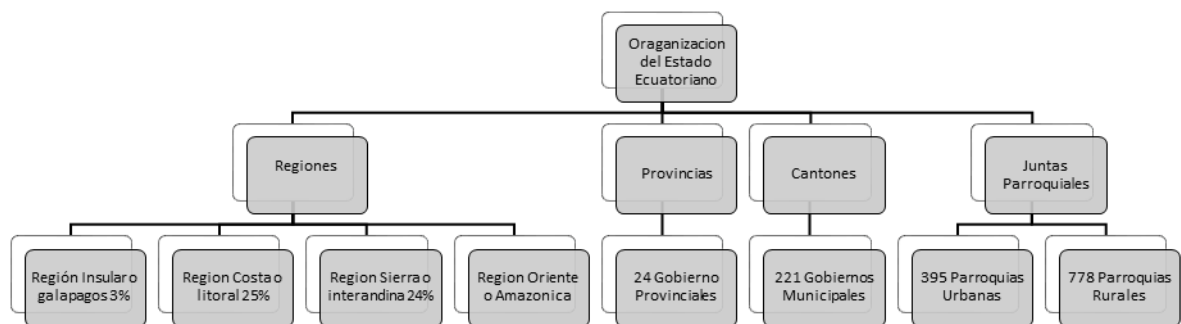 Oraganizacion
del Estado
Ecuatoriano
Regiones
Provincias
Cantones
Juntas
Parroquiales
Región Insular o
galapagos 3%
Region Costa o
litoral 25%
Region Sierra o
interandina 24%
Region Oriente
o Amazonica
24 Gobierno
Provinciales
221 Gobiernos
Municipales
395 Parroquias
Urbanas
778 Parroquias
Rurales